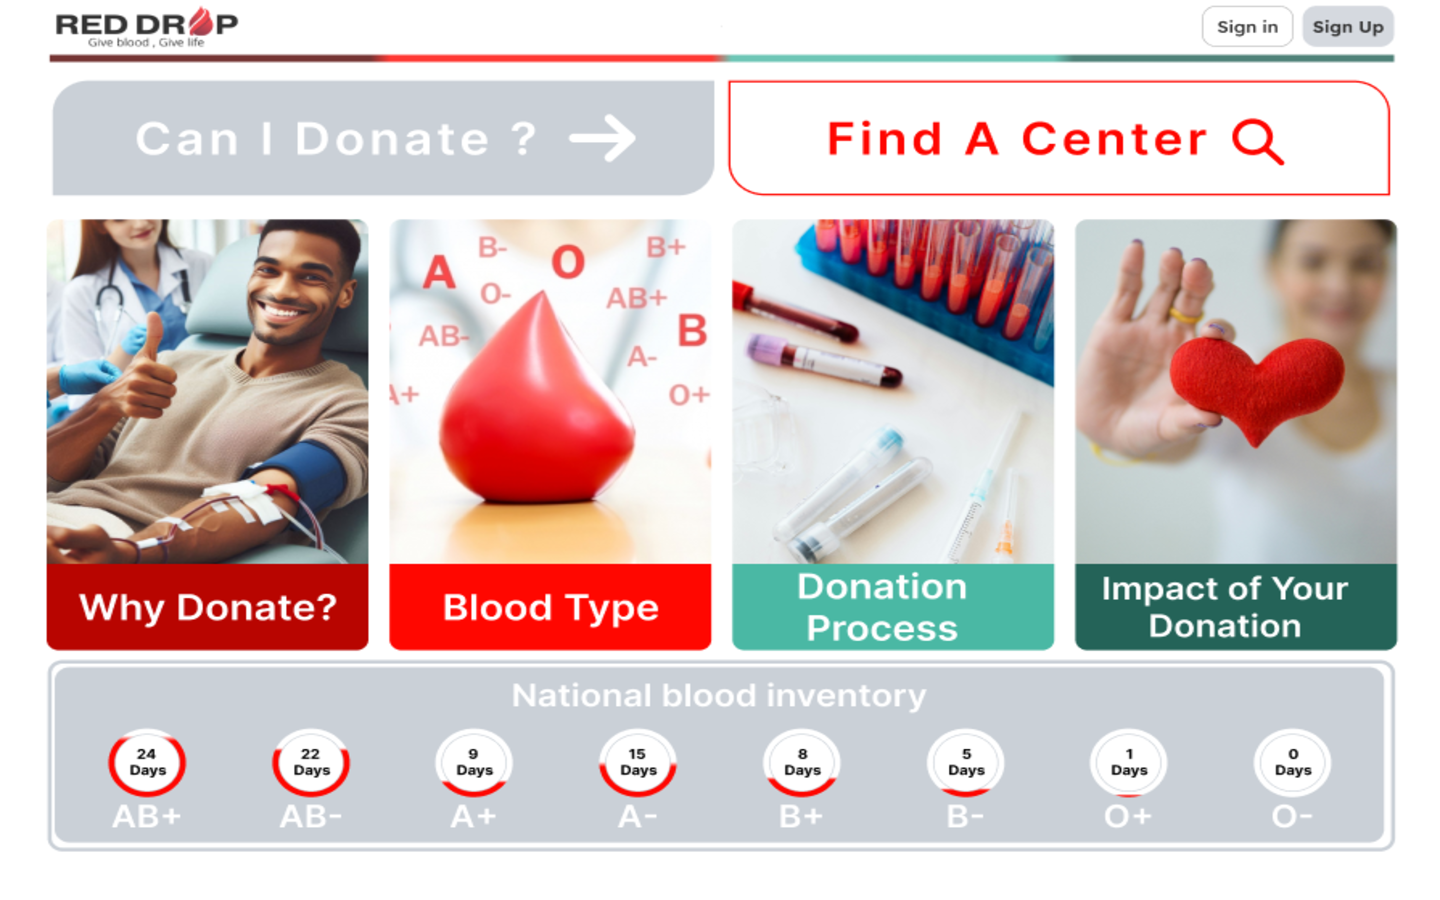 RED DROP
Give blood , Give life
Sign in
Sign Up
Can I Donate ?
Find A Center
B-
B+
A
O
O-
AB+
AB-
B
A-
A+
O+
Why Donate?
Blood Type
Donation
Process
Impact of Your
Donation
National blood inventory
24
Days
AB+
22
Days
AB-
9
Days
A+
15
Days
A-
8
Days
B+
5
Days
B-
1
Days
O+
0
Days
O-